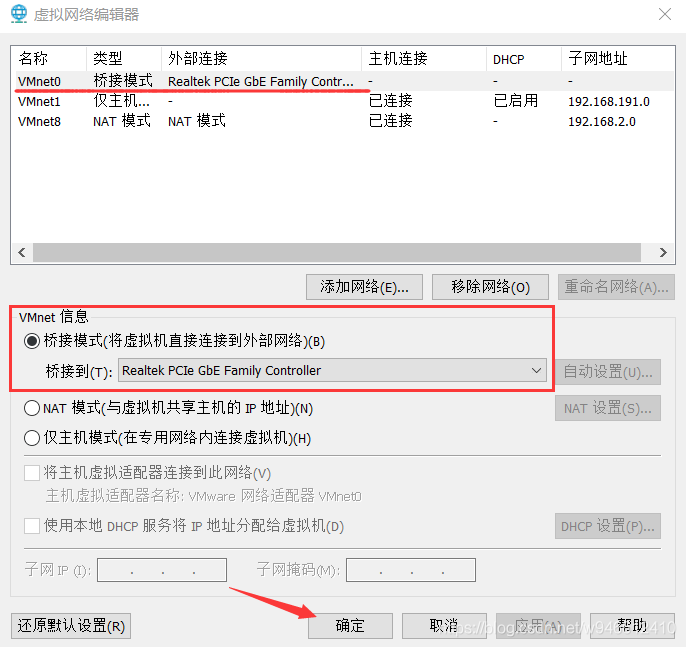 虚拟网络编辑器
名称 类型 外部连接 主机连接 DHCP 子网地址
VMnet0 桥接模式 Realtek PCIe GbE Family Contr... - - -
VMnet1 仅主机... - 已连接 已启用 192.168.191.0
VMnet8 NAT 模式 NAT 模式 已连接 - 192.168.2.0
添加网络(E)... 移除网络(O) 重命名网络(A)...
VMnet 信息
桥接模式(将虚拟机直接连接到外部网络)(B)
桥接到(T): Realtek PCIe GbE Family Controller 自动设置(U)...
NAT 模式(与虚拟机共享主机的 IP 地址)(N) NAT 设置(S)...
仅主机模式(在专用网络内连接虚拟机)(H)
将主机虚拟适配器连接到此网络(V)
主机虚拟适配器名称: VMware 网络适配器 VMnet0
使用本地 DHCP 服务将 IP 地址分配给虚拟机(D) DHCP 设置(P)...
子网 IP (I): . . . 子网掩码(M): . . .
还原默认设置(R) 确定 取消 应用(A) 帮助